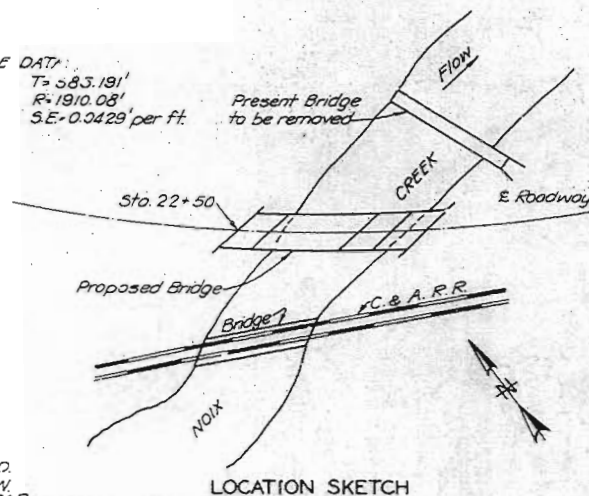 E DATA:
T= 583.191'
R= 1910.08'
S.E.= 0.0429' per ft.
Present Bridge
to be removed
FLOW
CREEK
Sta. 22+50
℄ Roadway
Proposed Bridge
Bridge
C. & A. R. R.
NOIX
N
O.
N.
LOCATION SKETCH